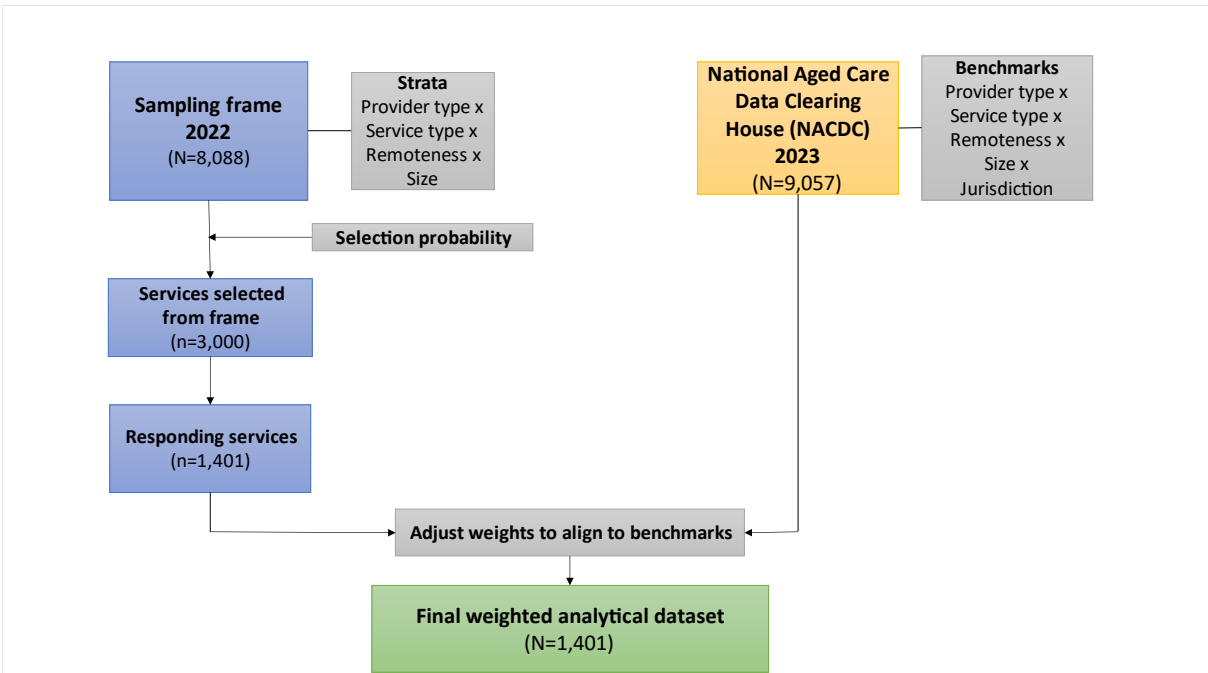 Sampling frame
2022
(N=8,088)
Strata
Provider type x
Service type x
Remoteness x
Size
National Aged Care
Data Clearing
House (NACDC)
2023
(N=9,057)
Benchmarks
Provider type x
Service type x
Remoteness x
Size x
Jurisdiction
Selection probability
Services selected
from frame
(n=3,000)
Responding services
(n=1,401)
Adjust weights to align to benchmarks
Final weighted analytical dataset
(N=1,401)